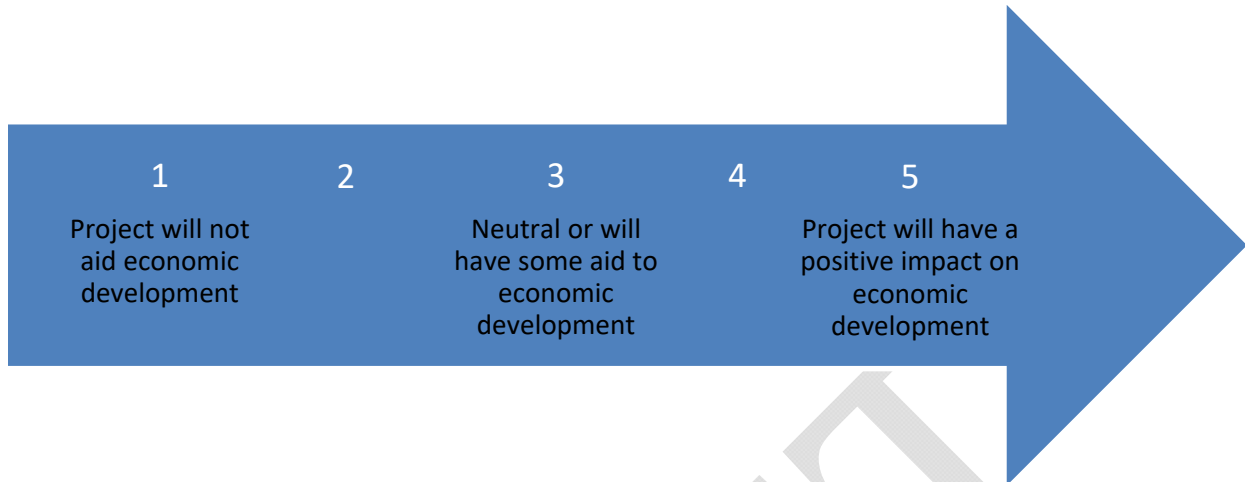 1 2 3 4 5
Project will not
aid economic
development
Neutral or will
have some aid to
economic
development
Project will have a
positive impact on
economic
development